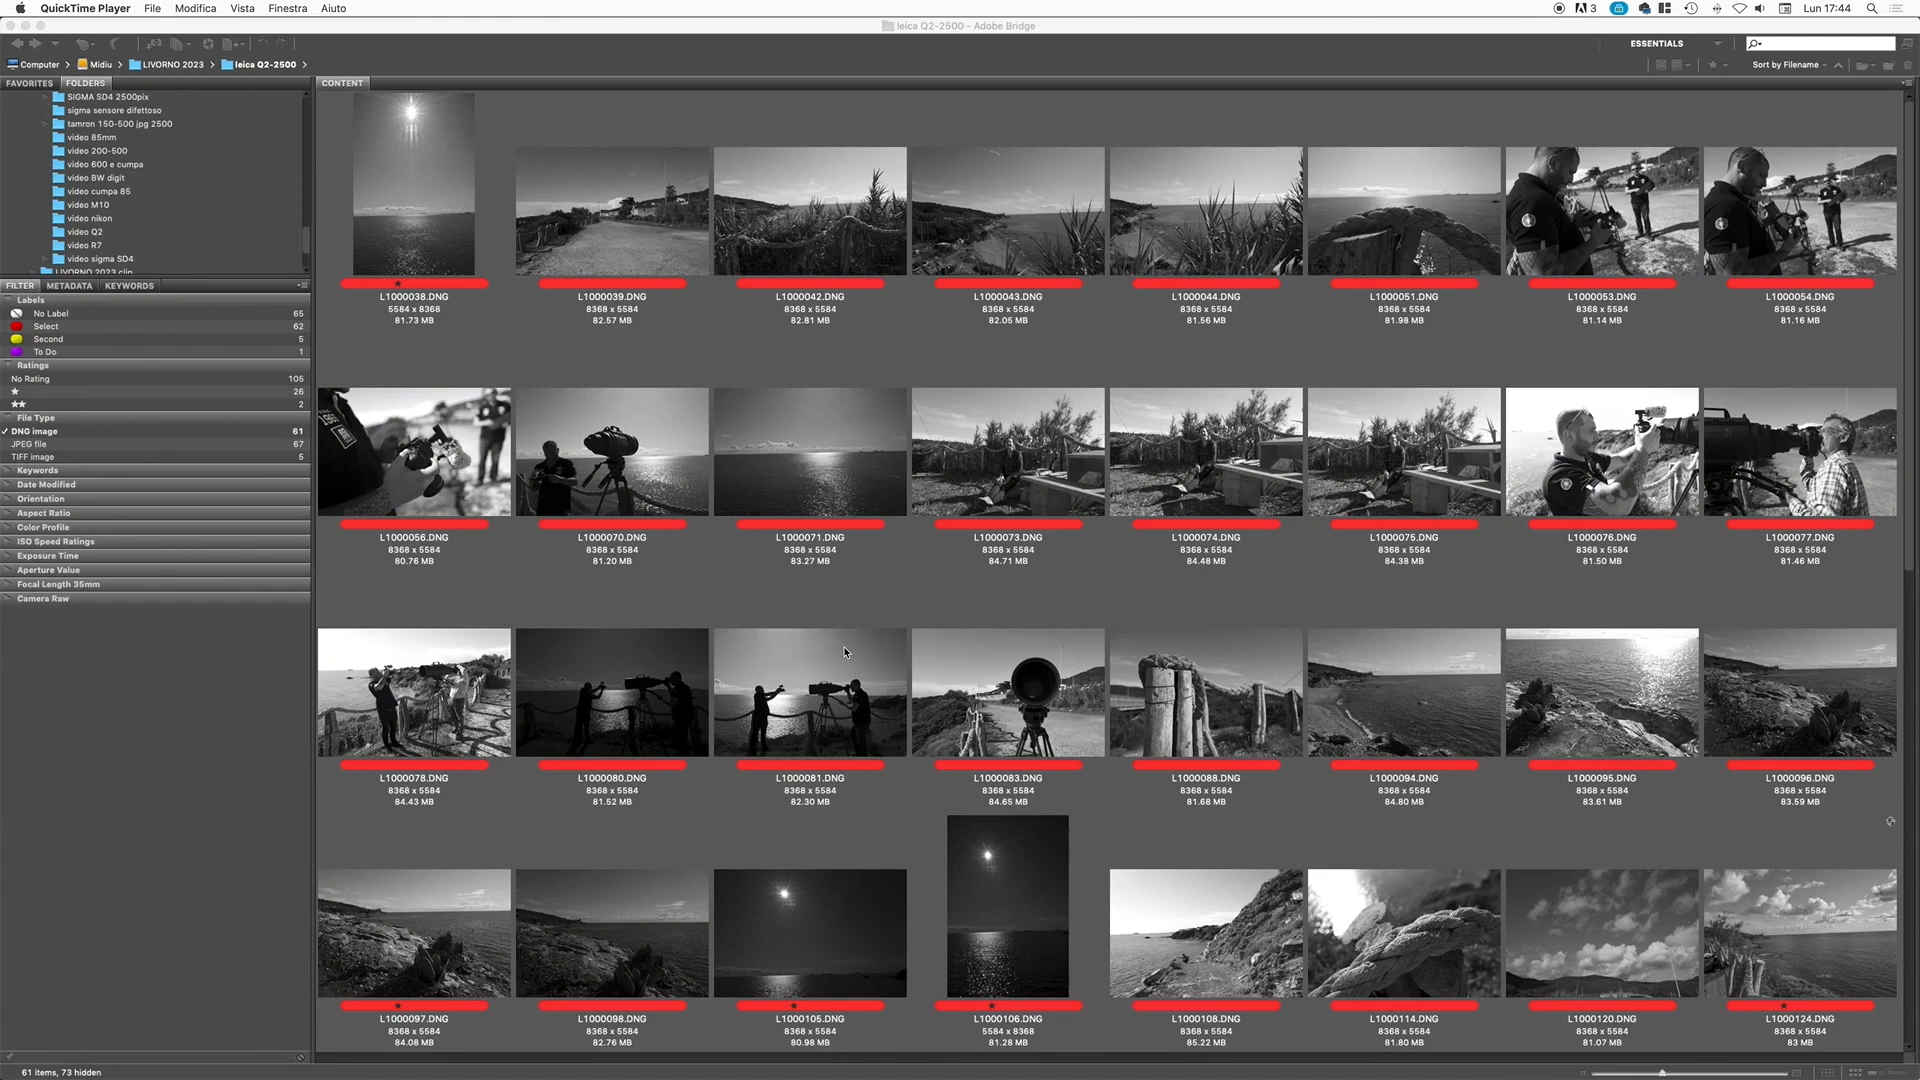 QuickTime Player File Modifica Vista Finestra Aiuto 3 Lun 17:44
leica Q2-2500 - Adobe Bridge
ESSENTIALS
Computer Midiu LIVORNO 2023 leica Q2-2500 Sort by Filename
FAVORITES FOLDERS CONTENT
SIGMA SD4 2500pix
sigma sensore difettoso
tamron 150-500 jpg 2500
video 85mm
video 200-500
video 600 e cumpa
video BW digit
video cumpa 85
video M10
video nikon
video Q2
video R7
video sigma SD4
LIVORNO 2023 clip
FILTER METADATA KEYWORDS
Labels
No Label 65
Select 62
Second 5
To Do 1
Ratings
No Rating 105
★ 26
★★ 2
File Type
✓ DNG image 61
JPEG file 67
TIFF image 5
Keywords
Date Modified
Orientation
Aspect Ratio
Color Profile
ISO Speed Ratings
Exposure Time
Aperture Value
Focal Length 35mm
Camera Raw
L1000038.DNG L1000039.DNG L1000042.DNG L1000043.DNG L1000044.DNG L1000051.DNG L1000053.DNG L1000054.DNG
5584 x 8368 8368 x 5584 8368 x 5584 8368 x 5584 8368 x 5584 8368 x 5584 8368 x 5584 8368 x 5584
81.73 MB 82.57 MB 82.81 MB 82.05 MB 81.56 MB 81.98 MB 81.14 MB 81.16 MB
L1000056.DNG L1000070.DNG L1000071.DNG L1000073.DNG L1000074.DNG L1000075.DNG L1000076.DNG L1000077.DNG
8368 x 5584 8368 x 5584 8368 x 5584 8368 x 5584 8368 x 5584 8368 x 5584 8368 x 5584 8368 x 5584
80.76 MB 81.20 MB 83.27 MB 84.71 MB 84.48 MB 84.38 MB 81.50 MB 81.46 MB
L1000078.DNG L1000080.DNG L1000081.DNG L1000083.DNG L1000088.DNG L1000094.DNG L1000095.DNG L1000096.DNG
8368 x 5584 8368 x 5584 8368 x 5584 8368 x 5584 8368 x 5584 8368 x 5584 8368 x 5584 8368 x 5584
84.43 MB 81.52 MB 82.30 MB 84.65 MB 81.68 MB 84.80 MB 83.61 MB 83.59 MB
L1000097.DNG L1000098.DNG L1000105.DNG L1000106.DNG L1000108.DNG L1000114.DNG L1000120.DNG L1000124.DNG
8368 x 5584 8368 x 5584 8368 x 5584 5584 x 8368 8368 x 5584 8368 x 5584 8368 x 5584 8368 x 5584
84.08 MB 82.76 MB 80.98 MB 81.28 MB 85.22 MB 81.80 MB 81.07 MB 83 MB
61 items, 73 hidden